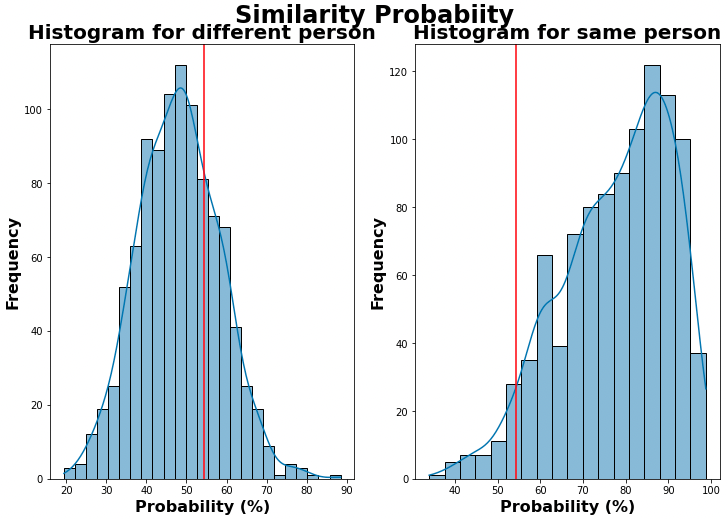 Similarity Probabiity
Histogram for different person
Histogram for same person
Frequency
0
20
40
60
80
100
20 30 40 50 60 70 80 90
Probability (%)
Frequency
0
20
40
60
80
100
120
40 50 60 70 80 90 100
Probability (%)